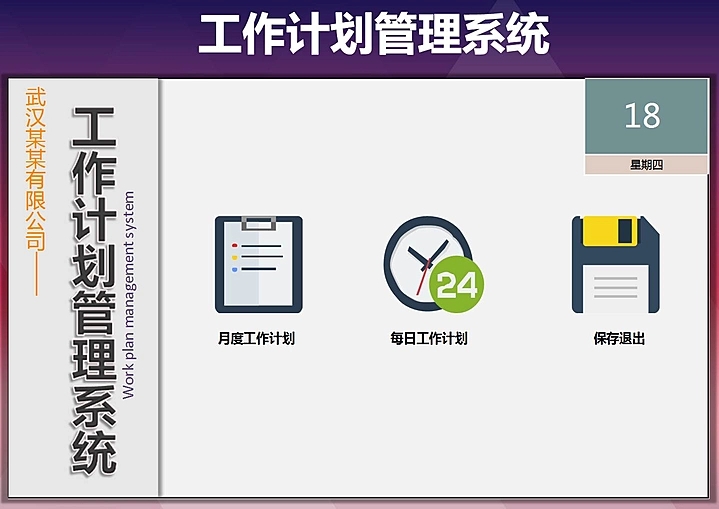 工作计划管理系统
武汉某某有限公司——
工作计划管理系统
Work plan management system
18
星期四
24
月度工作计划
每日工作计划
保存退出